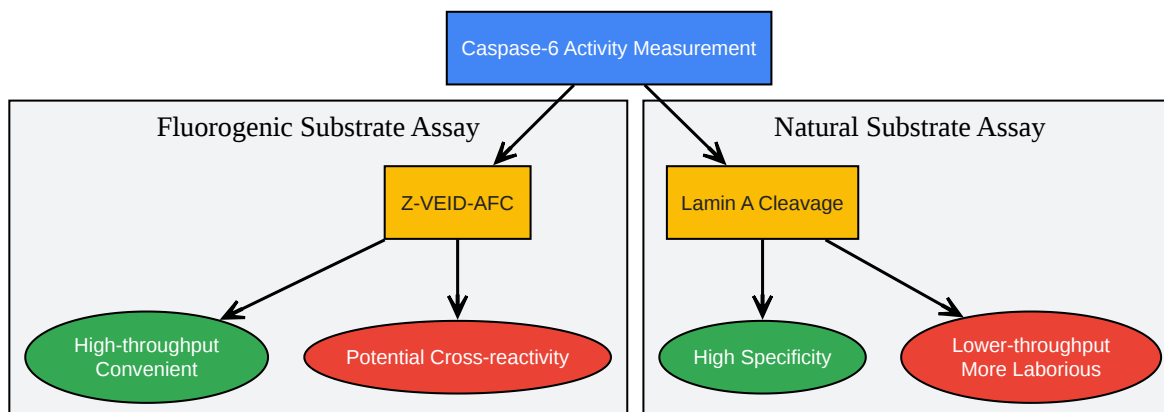 Caspase-6 Activity Measurement
Fluorogenic Substrate Assay
Natural Substrate Assay
Z-VEID-AFC
Lamin A Cleavage
High-throughput
Convenient
Potential Cross-reactivity
High Specificity
Lower-throughput
More Laborious